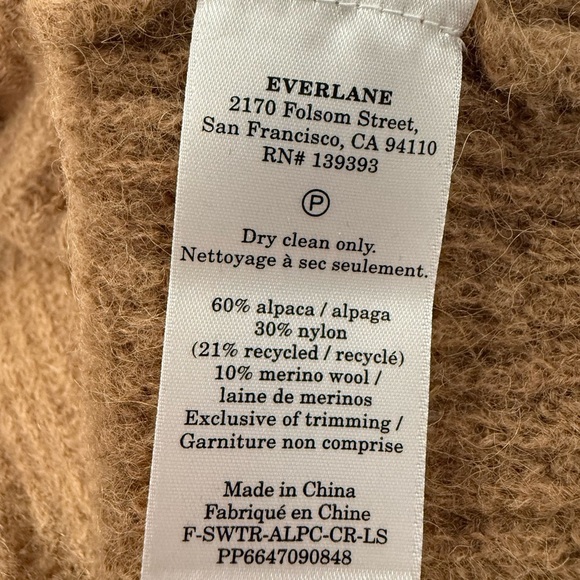 EVERLANE
2170 Folsom Street,
San Francisco, CA 94110
RN# 139393
P
Dry clean only.
Nettoyage à sec seulement.
60% alpaca / alpaga
30% nylon
(21% recycled / recyclé)
10% merino wool /
laine de merinos
Exclusive of trimming /
Garniture non comprise
Made in China
Fabriqué en Chine
F-SWTR-ALPC-CR-LS
PP6647090848